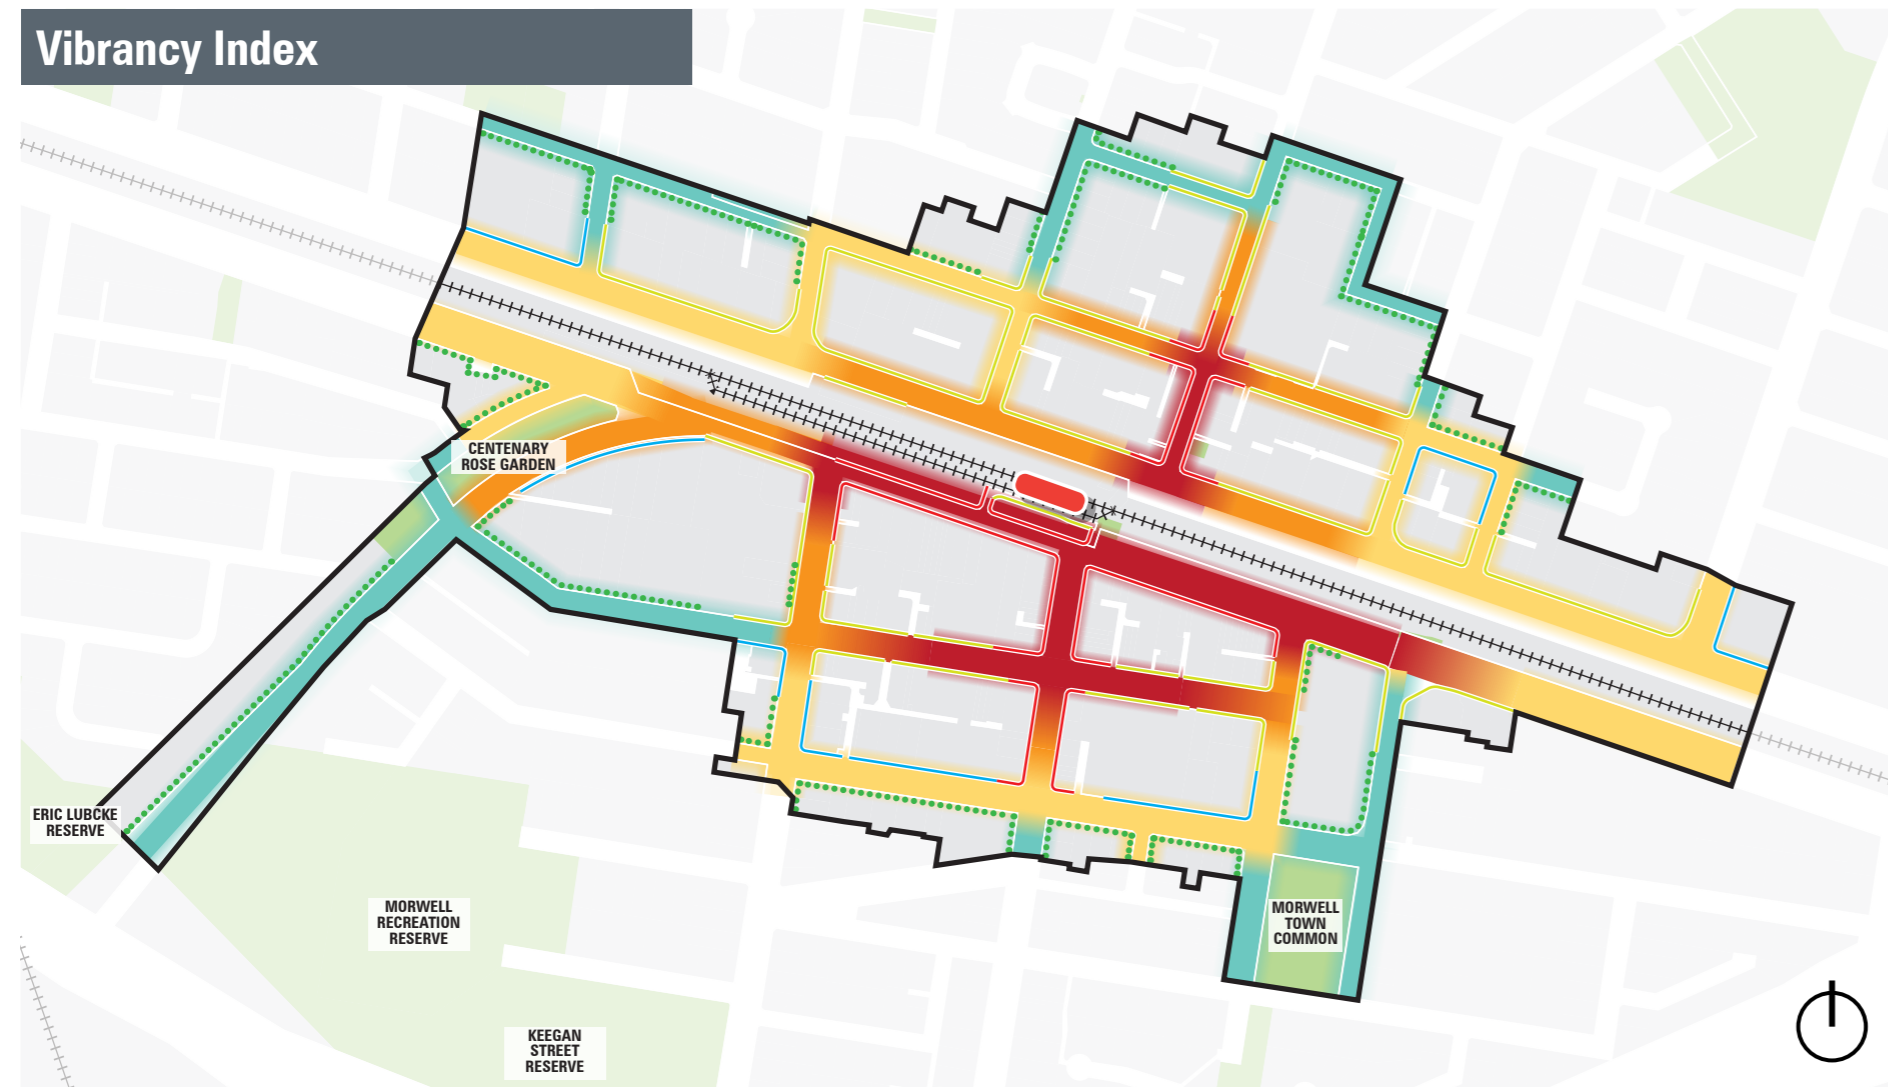 Vibrancy Index
CENTENARY
ROSE GARDEN
ERIC LUBCKE
RESERVE
MORWELL
RECREATION
RESERVE
MORWELL
TOWN
COMMON
KEEGAN
STREET
RESERVE